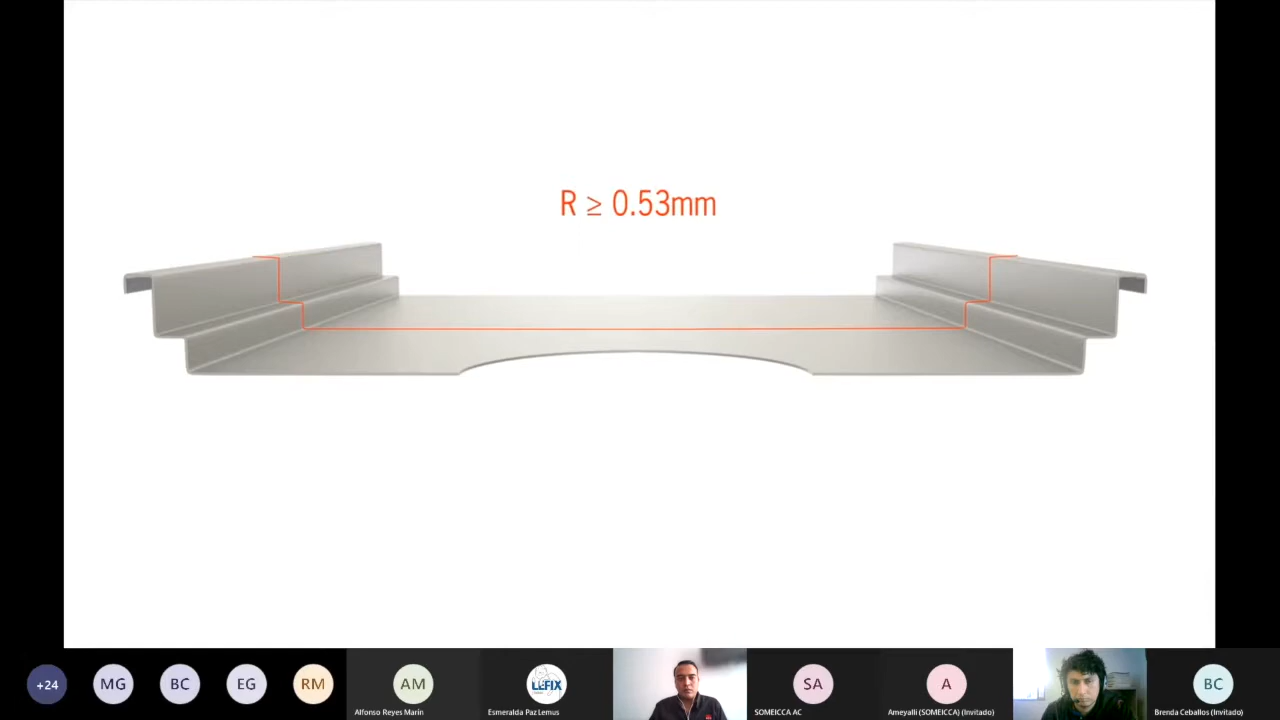 R ≥ 0.53mm
+24
MG
BC
EG
RM
AM
Alfonso Reyes Marin
LEFIX
Esmeralda Paz Lemus
SA
SOMEICCA AC
A
Ameyalli (SOMEICCA) (Invitado)
BC
Brenda Ceballos (Invitado)